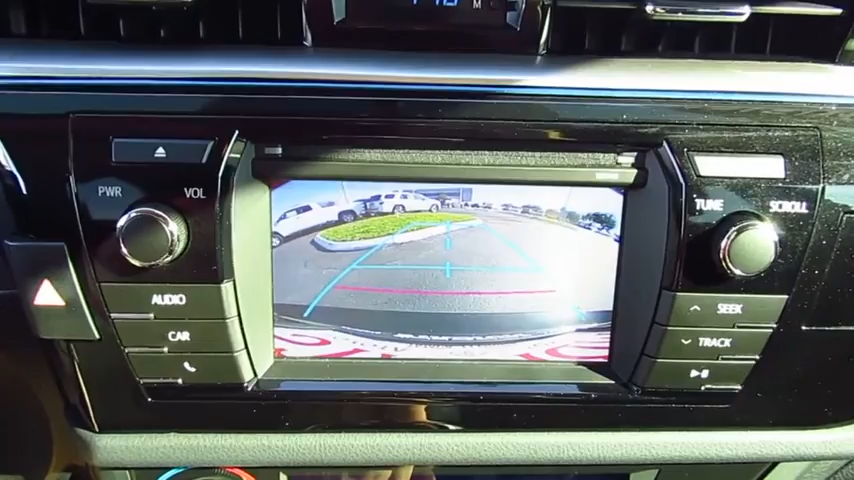 M
PWR
VOL
TUNE
SCROLL
AUDIO
SEEK
CAR
TRACK